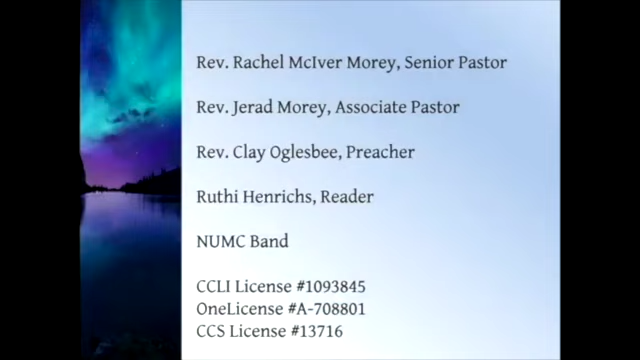 Rev. Rachel McIver Morey, Senior Pastor
Rev. Jerad Morey, Associate Pastor
Rev. Clay Oglesbee, Preacher
Ruthi Henrichs, Reader
NUMC Band
CCLI License #1093845
OneLicense #A-708801
CCS License #13716